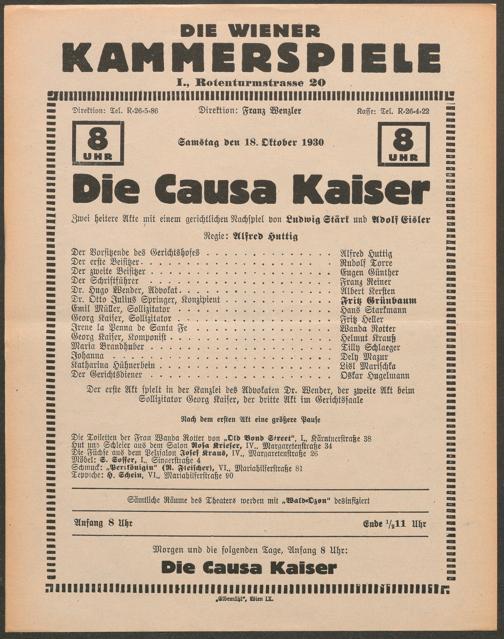 DIE WIENER
KAMMERSPIELE
I., Rotenturmstrasse 20
Direktion: Tel. R-26-5-86 Direktion: Franz Wenzler Kasse: Tel. R-26-4-22
8 UHR Samstag den 18. Oktober 1930 8 UHR
Die Causa Kaiser
Zwei heitere Akte mit einem gerichtlichen Nachspiel von Ludwig Stärk und Adolf Eisler
Regie: Alfred Huttig
Der Vorsitzende des Gerichtshofes Alfred Huttig
Der erste Beisitzer Rudolf Torre
Der zweite Beisitzer Eugen Günther
Der Schriftführer Franz Reiner
Dr. Hugo Wender, Advokat Albert Kersten
Dr. Otto Julius Springer, Konzipient Fritz Grünbaum
Emil Müller, Sollizitator Hans Starkmann
Georg Kaiser, Sollizitator Fritz Heller
Irene la Penna de Santa Fe Wanda Rotter
Georg Kaiser, Komponist Helmut Krauß
Maria Brandhuber Tilly Schlaeger
Johanna Dely Mazur
Katharina Hühnerbein Lisl Marischka
Der Gerichtsdiener Oskar Hugelmann
Der erste Akt spielt in der Kanzlei des Advokaten Dr. Wender, der zweite Akt beim
Sollizitator Georg Kaiser, der dritte Akt im Gerichtssaale
Nach dem ersten Akt eine größere Pause
Die Toiletten der Frau Wanda Rotter von „Old Bond Street“, I., Kärntnerstraße 38
Hut und Schleier aus dem Salon Rosa Krieser, IV., Margaretenstraße 34
Die Füchse aus dem Pelzsalon Josef Kraus, IV., Margaretenstraße 26
Möbel: S. Soffer, I., Singerstraße 4
Schmuck: „Perlkönigin“ (R. Fleischer), VI., Mariahilferstraße 81
Teppiche: H. Schein, VI., Mariahilferstraße 90
Sämtliche Räume des Theaters werden mit „Wald-Ozon“ desinfiziert
Anfang 8 Uhr Ende ½11 Uhr
Morgen und die folgenden Tage, Anfang 8 Uhr:
Die Causa Kaiser
„Elbemühl“, Wien IX.